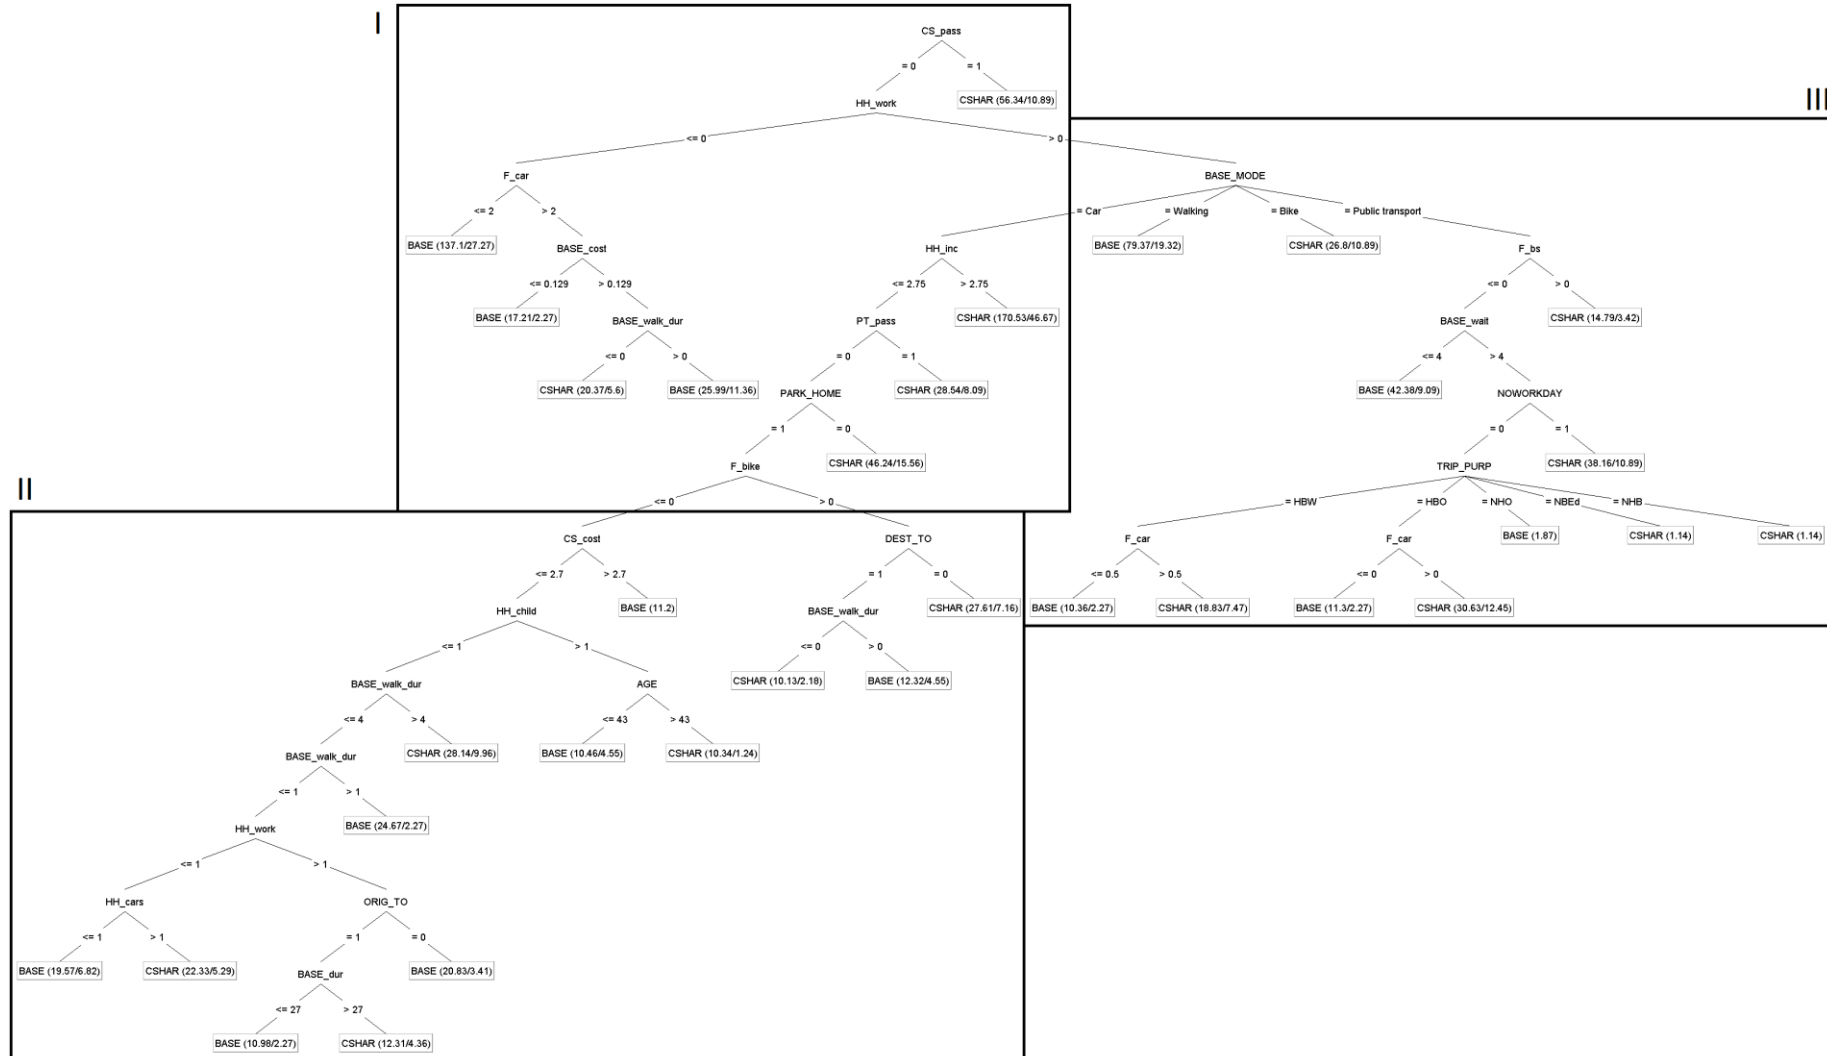 I
CS_pass
= 0 = 1
CSHAR (56.34/10.89)
III
HH_work
<= 0 > 0
F_car BASE_MODE
<= 2 > 2 = Car = Walking = Bike = Public transport
BASE (137.1/27.27) BASE_cost HH_inc BASE (79.37/19.32) CSHAR (26.8/10.89) F_bs
<= 0.129 > 0.129 <= 2.75 > 2.75 <= 0 > 0
BASE (17.21/2.27) BASE_walk_dur PT_pass CSHAR (170.53/46.67) BASE_wait CSHAR (14.79/3.42)
<= 0 > 0 = 0 = 1 <= 4 > 4
CSHAR (20.37/5.6) BASE (25.99/11.36) PARK_HOME CSHAR (28.54/8.09) BASE (42.38/9.09) NOWORKDAY
= 1 = 0 = 0 = 1
F_bike CSHAR (46.24/15.56) TRIP_PURP CSHAR (38.16/10.89)
II
<= 0 > 0 = HBW = HBO = NHO = NBEd = NHB
CS_cost DEST_TO F_car F_car BASE (1.87) CSHAR (1.14) CSHAR (1.14)
<= 2.7 > 2.7 = 1 = 0 <= 0.5 > 0.5 <= 0 > 0
HH_child BASE (11.2) BASE_walk_dur CSHAR (27.61/7.16) BASE (10.36/2.27) CSHAR (18.83/7.47) BASE (11.3/2.27) CSHAR (30.63/12.45)
<= 1 > 1 <= 0 > 0
BASE_walk_dur AGE CSHAR (10.13/2.18) BASE (12.32/4.55)
<= 4 > 4 <= 43 > 43
BASE_walk_dur CSHAR (28.14/9.96) BASE (10.46/4.55) CSHAR (10.34/1.24)
<= 1 > 1
HH_work BASE (24.67/2.27)
<= 1 > 1
HH_cars ORIG_TO
<= 1 > 1 = 1 = 0
BASE (19.57/6.82) CSHAR (22.33/5.29) BASE_dur BASE (20.83/3.41)
<= 27 > 27
BASE (10.98/2.27) CSHAR (12.31/4.36)